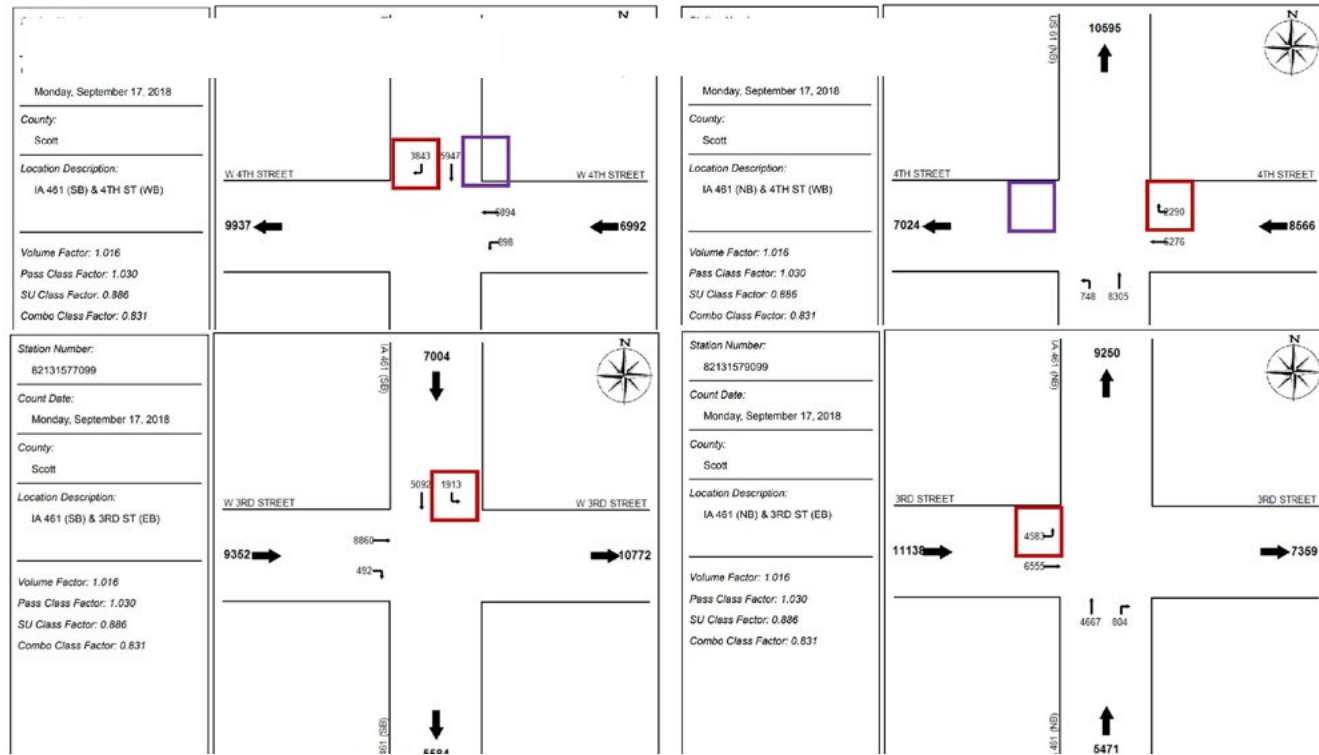 N
Monday, September 17, 2018
County:
Scott
Location Description:
IA 461 (SB) & 4TH ST (WB)
Volume Factor: 1.016
Pass Class Factor: 1.030
SU Class Factor: 0.886
Combo Class Factor: 0.831
3843
5947
W 4TH STREET
W 4TH STREET
9937
6992
US 61 (NB)
10595
N
Monday, September 17, 2018
County:
Scott
Location Description:
IA 461 (NB) & 4TH ST (WB)
Volume Factor: 1.016
Pass Class Factor: 1.030
SU Class Factor: 0.886
Combo Class Factor: 0.831
4TH STREET
4TH STREET
7024
8566
748
8305
Station Number:
82131577099
Count Date:
Monday, September 17, 2018
County:
Scott
Location Description:
IA 461 (SB) & 3RD ST (EB)
Volume Factor: 1.016
Pass Class Factor: 1.030
SU Class Factor: 0.886
Combo Class Factor: 0.831
IA 461 (SB)
7004
N
5092
1913
W 3RD STREET
W 3RD STREET
8860
9352
10772
492
Station Number:
82131579099
Count Date:
Monday, September 17, 2018
County:
Scott
Location Description:
IA 461 (NB) & 3RD ST (EB)
Volume Factor: 1.016
Pass Class Factor: 1.030
SU Class Factor: 0.886
Combo Class Factor: 0.831
IA 461 (NB)
9250
N
3RD STREET
3RD STREET
4583
11138
7359
6555
4667
804
5471